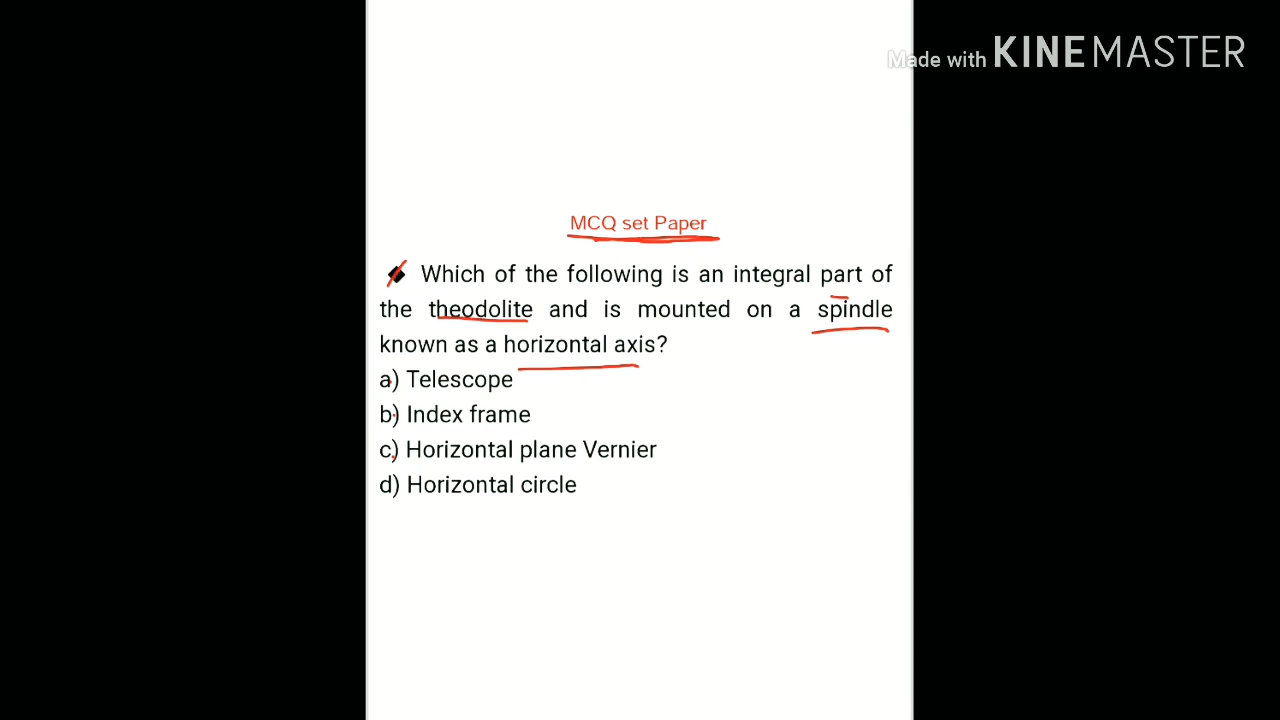 Made with KINEMASTER
MCQ set Paper
Which of the following is an integral part of
the theodolite and is mounted on a spindle
known as a horizontal axis?
a) Telescope
b) Index frame
c) Horizontal plane Vernier
d) Horizontal circle